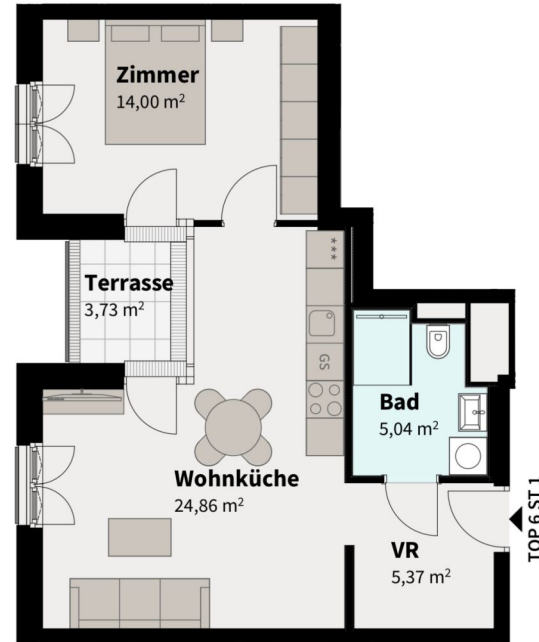 Zimmer
14,00 m²
***
Terrasse
3,73 m²
GS
Bad
5,04 m²
Wohnküche
24,86 m²
VR
5,37 m²
TOP 6 ST 1